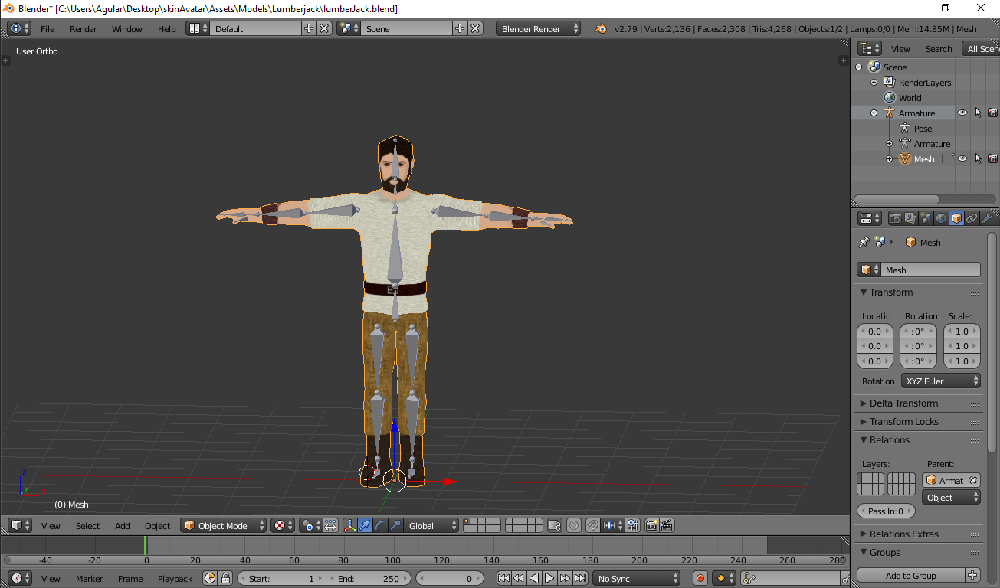 Blender* [C:\Users\Agular\Desktop\skinAvatar\Assets\Models\Lumberjack\lumberJack.blend]
File Render Window Help Default Scene Blender Render v2.79 | Verts:2,136 | Faces:2,308 | Tris:4,268 | Objects:1/2 | Lamps:0/0 | Mem:14.85M | Mesh
User Ortho
View Search All Scen
Scene
RenderLayers
World
Armature
Pose
Armature
Mesh
Mesh
Mesh
Transform
Locatio Rotation Scale:
0.0 :0° 1.0
0.0 :0° 1.0
0.0 :0° 1.0
Rotation XYZ Euler
Delta Transform
Transform Locks
Relations
Layers: Parent:
Armat
Object
Pass In: 0
Relations Extras
Groups
Add to Group
z
y
x
(0) Mesh
View Select Add Object Object Mode Global
-40 -20 0 20 40 60 80 100 120 140 160 180 200 220 240 260 280
View Marker Frame Playback Start: 1 End: 250 0 No Sync